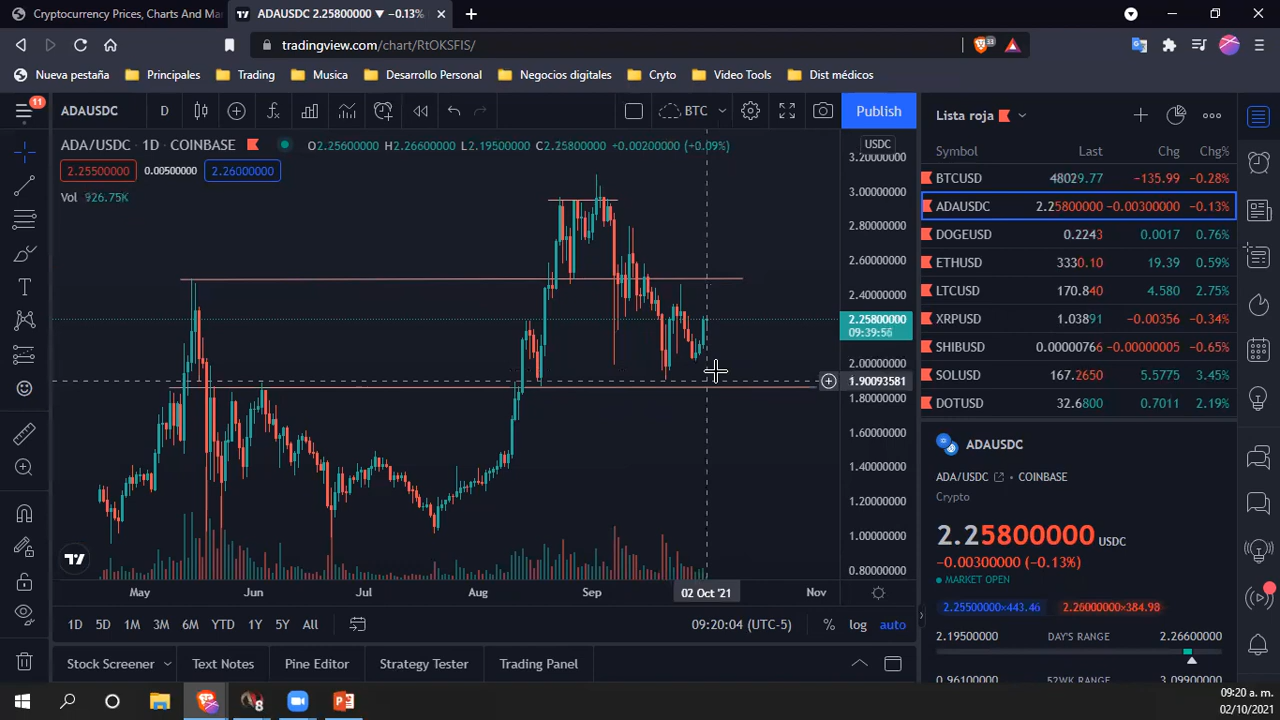 Cryptocurrency Prices, Charts And Ma
ADAUSDC 2.25800000 ▼ −0.13%
tradingview.com/chart/RtOKSFIS/
33
Nueva pestaña
Principales
Trading
Musica
Desarrollo Personal
Negocios digitales
Cryto
Video Tools
Dist médicos
11
ADAUSDC
D
BTC
Publish
ADA/USDC · 1D · COINBASE
O2.25600000 H2.26600000 L2.19500000 C2.25800000 +0.00200000 (+0.09%)
2.25500000
0.00500000
2.26000000
Vol 926.75K
USDC
3.20000000
3.00000000
2.80000000
2.60000000
2.40000000
2.25800000
09:39:56
2.00000000
1.90093581
1.80000000
1.60000000
1.40000000
1.20000000
1.00000000
0.80000000
May
Jun
Jul
Aug
Sep
02 Oct '21
Nov
1D 5D 1M 3M 6M YTD 1Y 5Y All
09:20:04 (UTC-5)
% log auto
Stock Screener
Text Notes
Pine Editor
Strategy Tester
Trading Panel
Lista roja
Symbol Last Chg Chg%
BTCUSD 48029.77 −135.99 −0.28%
ADAUSDC 2.25800000 −0.00300000 −0.13%
DOGEUSD 0.2243 0.0017 0.76%
ETHUSD 3330.10 19.39 0.59%
LTCUSD 170.840 4.580 2.75%
XRPUSD 1.03891 −0.00356 −0.34%
SHIBUSD 0.0000766 −0.00000005 −0.65%
SOLUSD 167.2650 5.5775 3.45%
DOTUSD 32.6800 0.7011 2.19%
ADAUSDC
ADA/USDC · COINBASE
Crypto
2.25800000 USDC
−0.00300000 (−0.13%)
MARKET OPEN
2.25500000×443.46
2.26000000×384.98
2.19500000 DAY'S RANGE 2.26600000
0.96100000 52WK RANGE 3.09900000
8
09:20 a. m.
02/10/2021